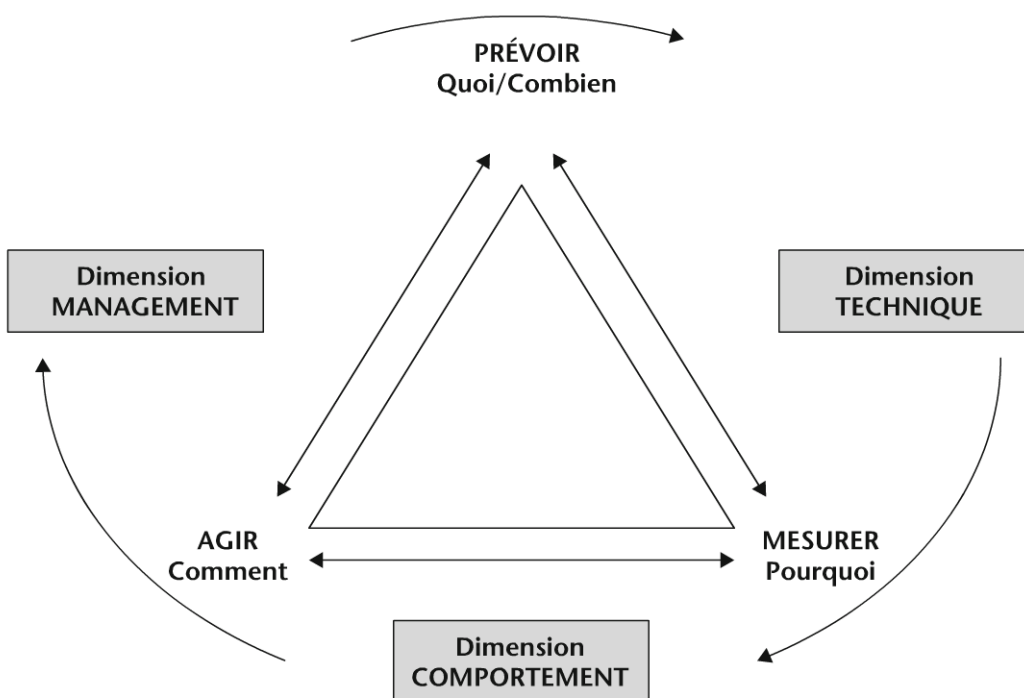 PRÉVOIR
Quoi/Combien
Dimension
MANAGEMENT
Dimension
TECHNIQUE
AGIR
Comment
MESURER
Pourquoi
Dimension
COMPORTEMENT